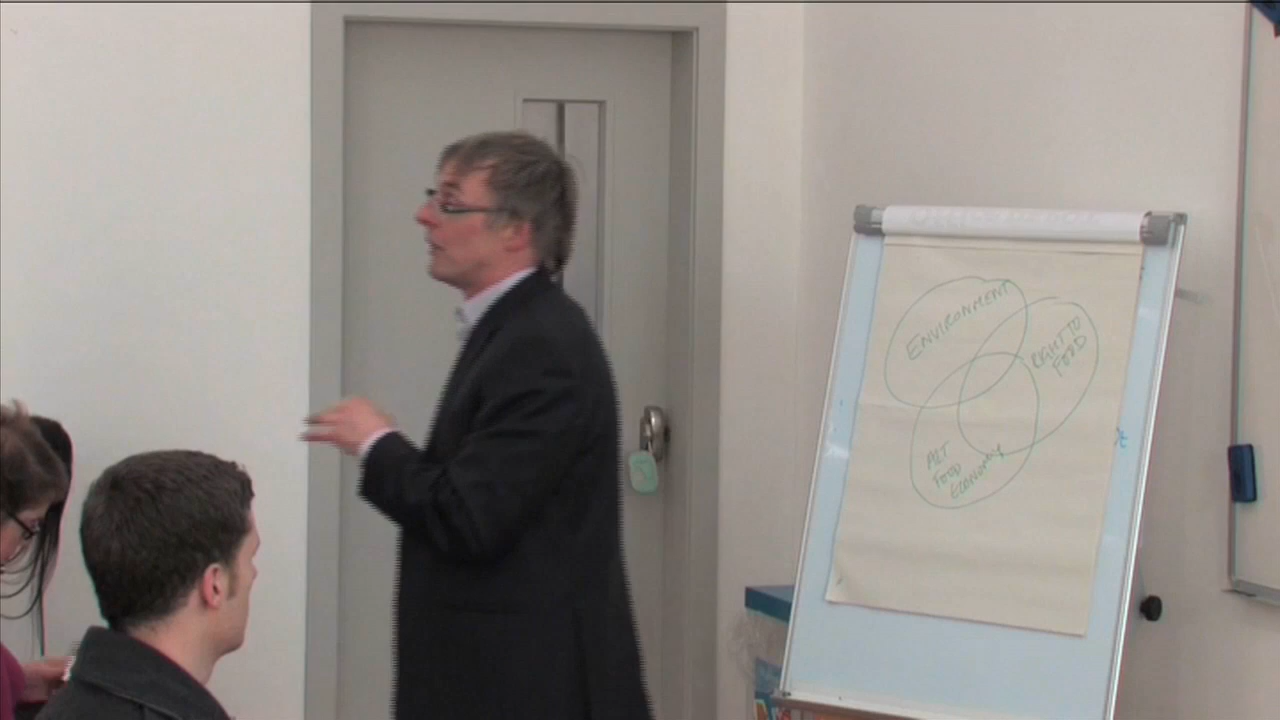 ENVIRONMENT
RIGHT TO
FOOD
ALT
FOOD
ECONOMY